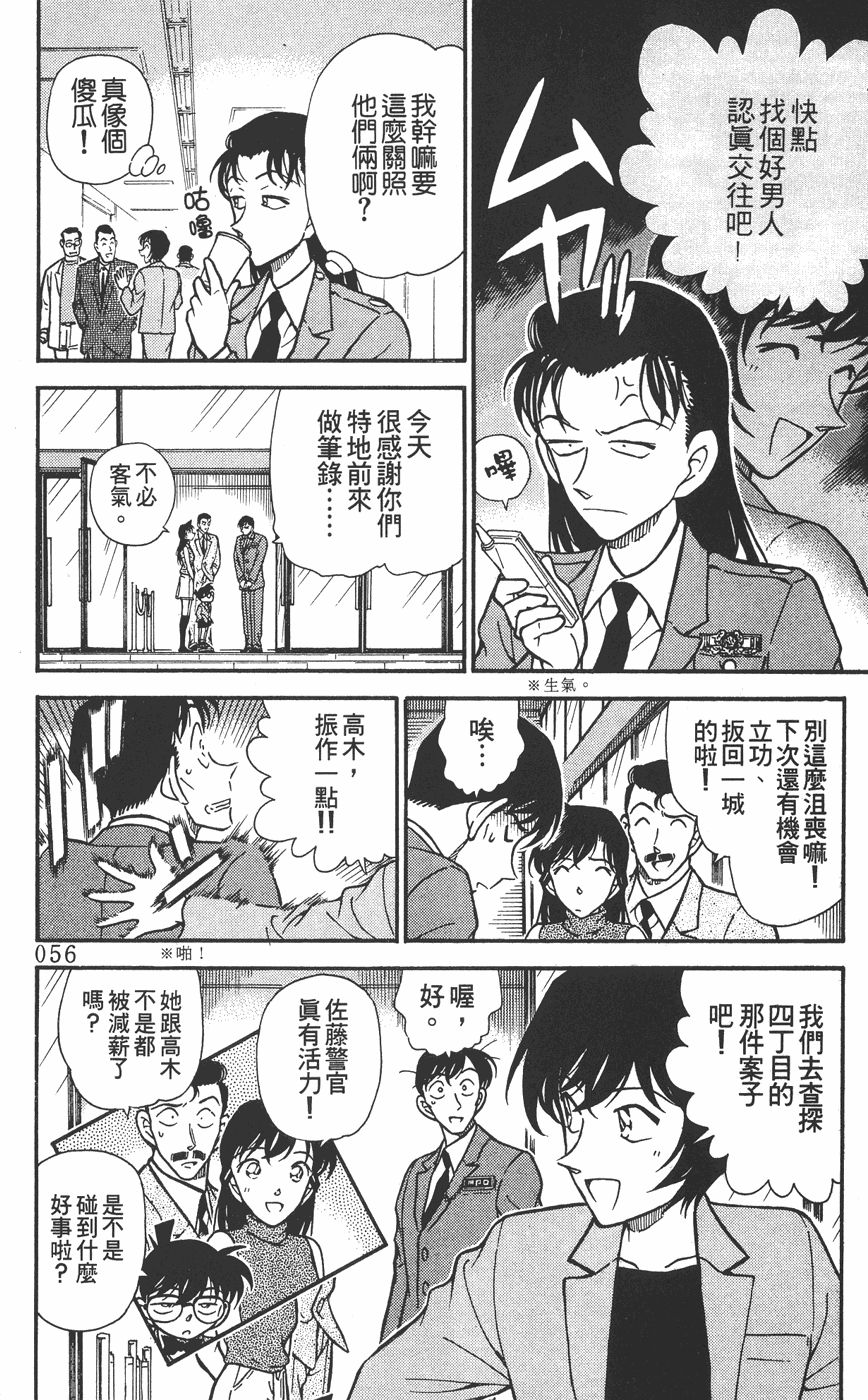 快點
找個好男人
認眞交往吧！
ムヤッ
嗶
※生氣。
我幹嘛要
這麼關照
他們倆啊？
真像個
傻瓜！
咕嚕
今天
很感謝你們
特地前來
做筆錄……
不必
客氣。
別這麼沮喪嘛！
下次還有機會
立功、
扳回一城
的啦！
唉…
高木，
振作一點!!
※啪！
056
我們去查探
四丁目的
那件案子
吧！
喔，
好。
MPD
佐藤警官
眞有活力！
她跟高木
不是都
被減薪了
嗎？
是不是
碰到什麼
好事啦？